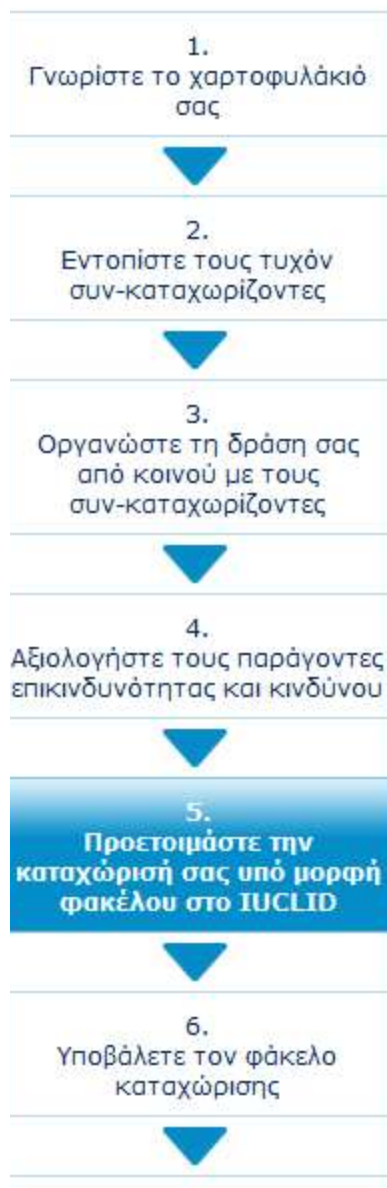 1.
Γνωρίστε το χαρτοφυλάκιό
σας
2.
Εντοπίστε τους τυχόν
συν-καταχωρίζοντες
3.
Οργανώστε τη δράση σας
από κοινού με τους
συν-καταχωρίζοντες
4.
Αξιολογήστε τους παράγοντες
επικινδυνότητας και κινδύνου
5.
Προετοιμάστε την
καταχώρισή σας υπό μορφή
φακέλου στο IUCLID
6.
Υποβάλετε τον φάκελο
καταχώρισης